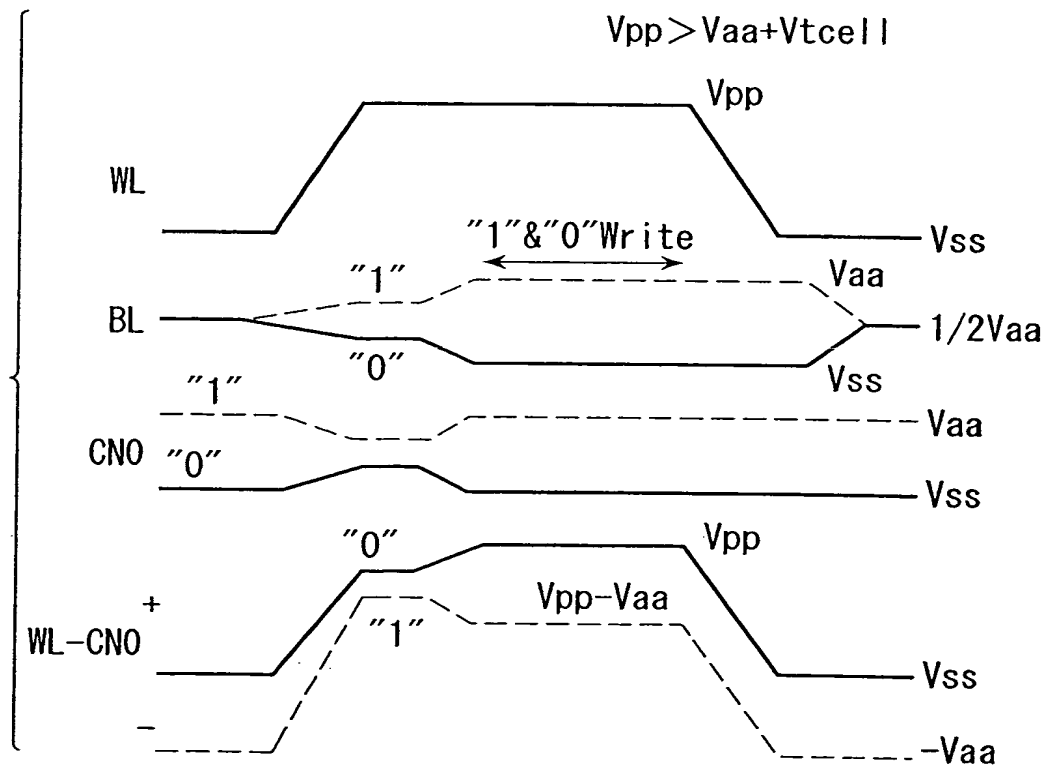 Vpp>Vaa+Vtcell
Vpp
WL
"1"&"0"Write
Vss
"1"
Vaa
BL
1/2Vaa
"0"
Vss
"1"
Vaa
CNO
"0"
Vss
"0"
Vpp
+
Vpp-Vaa
"1"
WL-CNO
Vss
-
-Vaa